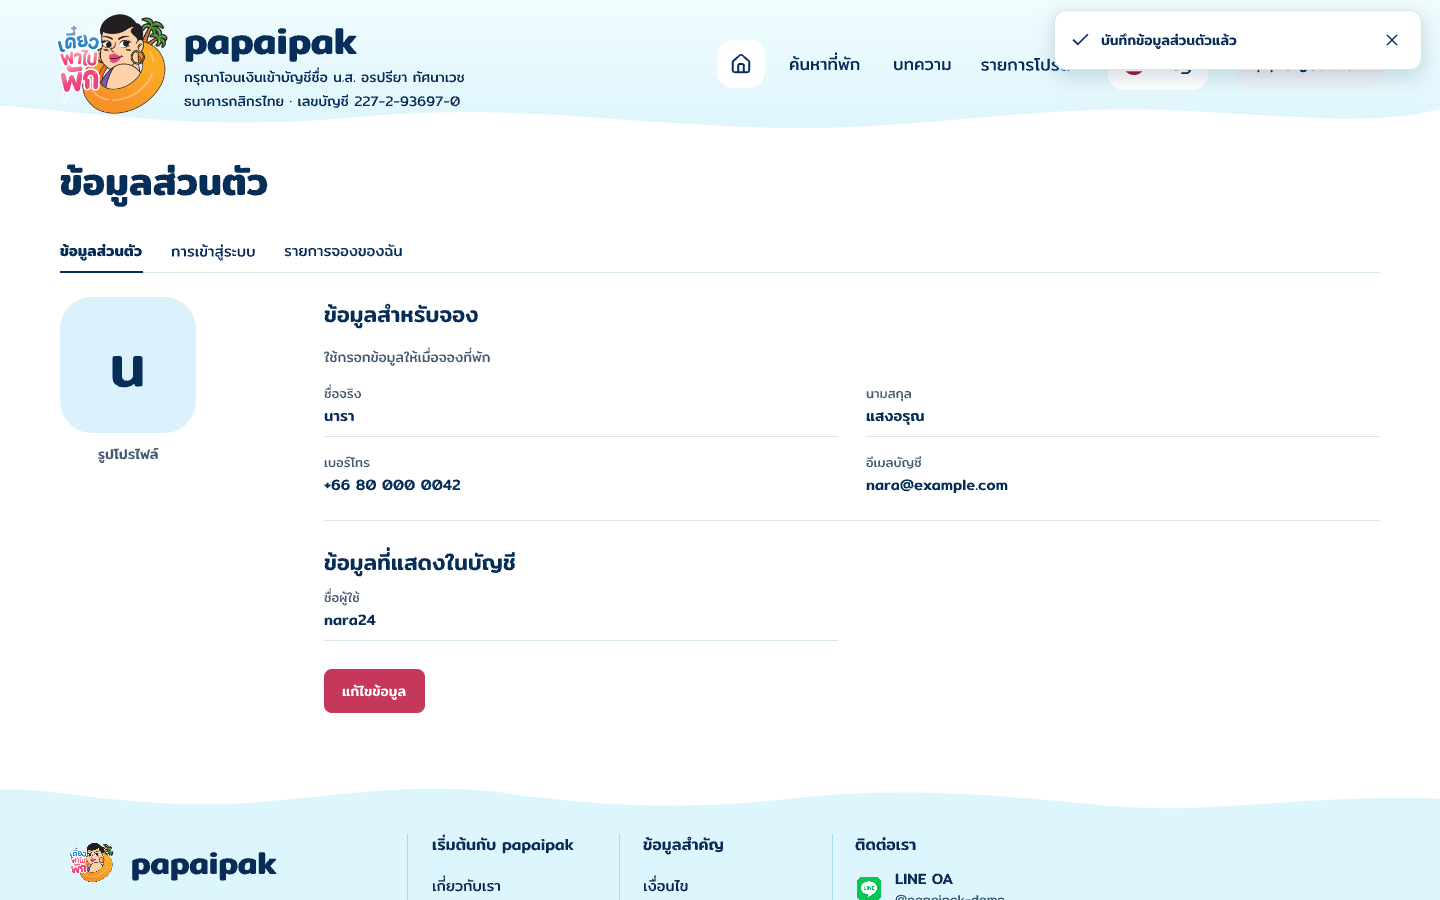 เดี๋ยว
พาไป
พัก
papaipak
กรุณาโอนเงินเข้าบัญชีชื่อ น.ส. อรปรียา ทัศนาเวช
ธนาคารกสิกรไทย · เลขบัญชี 227-2-93697-0
ค้นหาที่พัก
บทความ
บันทึกข้อมูลส่วนตัวแล้ว
ข้อมูลส่วนตัว
ข้อมูลส่วนตัว
การเข้าสู่ระบบ
รายการจองของฉัน
น
รูปโปรไฟล์
ข้อมูลสำหรับจอง
ใช้กรอกข้อมูลให้เมื่อจองที่พัก
ชื่อจริง
นารา
นามสกุล
แสงอรุณ
เบอร์โทร
+66 80 000 0042
อีเมลบัญชี
nara@example.com
ข้อมูลที่แสดงในบัญชี
ชื่อผู้ใช้
nara24
แก้ไขข้อมูล
เดี๋ยว
พาไป
พัก
papaipak
เริ่มต้นกับ papaipak
เกี่ยวกับเรา
ข้อมูลสำคัญ
เงื่อนไข
ติดต่อเรา
LINE
LINE OA
@papaipak-demo